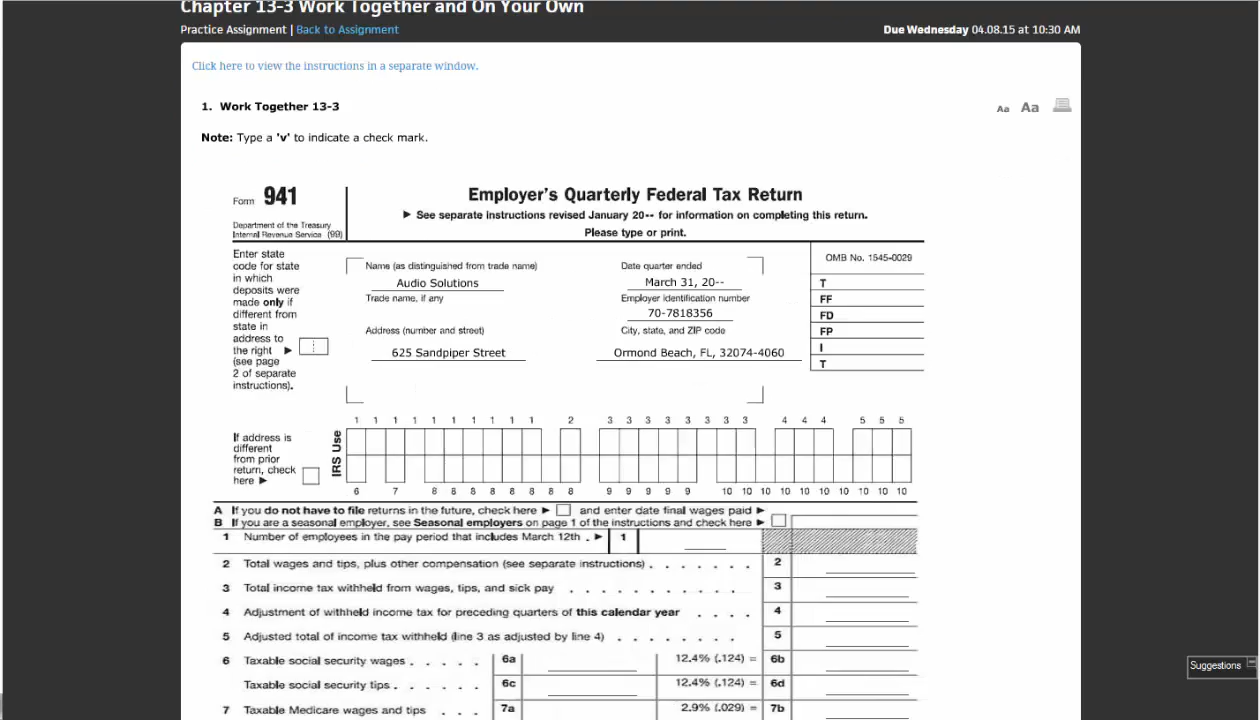 Chapter 13-3 Work Together and On Your Own
Practice Assignment | Back to Assignment
Due Wednesday 04.08.15 at 10:30 AM
Click here to view the instructions in a separate window.
1. Work Together 13-3
Aa Aa
Note: Type a 'v' to indicate a check mark.
Form 941
Department of the Treasury
Internal Revenue Service (99)
Employer's Quarterly Federal Tax Return
► See separate instructions revised January 20-- for information on completing this return.
Please type or print.
Enter state
code for state
in which
deposits were
made only if
different from
state in
address to
the right ►
(see page
2 of separate
instructions).
Name (as distinguished from trade name)
Audio Solutions
Trade name, if any
Address (number and street)
625 Sandpiper Street
Date quarter ended
March 31, 20--
Employer identification number
70-7818356
City, state, and ZIP code
Ormond Beach, FL, 32074-4060
OMB No. 1545-0029
T
FF
FD
FP
I
T
If address is
different
from prior
return, check
here ►
IRS Use
1 1 1 1 1 1 1 1 1 1 2 3 3 3 3 3 3 3 3 4 4 4 5 5 5
6 7 8 8 8 8 8 8 8 8 9 9 9 9 9 10 10 10 10 10 10 10 10 10 10
A If you do not have to file returns in the future, check here ► and enter date final wages paid ►
B If you are a seasonal employer, see Seasonal employers on page 1 of the instructions and check here ►
1 Number of employees in the pay period that includes March 12th . ► 1
2 Total wages and tips, plus other compensation (see separate instructions) . . . . . . . 2
3 Total income tax withheld from wages, tips, and sick pay . . . . . . . . . 3
4 Adjustment of withheld income tax for preceding quarters of this calendar year . . . . 4
5 Adjusted total of income tax withheld (line 3 as adjusted by line 4) . . . . . . . . 5
6 Taxable social security wages . . . . . 6a 12.4% (.124) = 6b
Taxable social security tips . . . . . . 6c 12.4% (.124) = 6d
7 Taxable Medicare wages and tips . . . 7a 2.9% (.029) = 7b
Suggestions